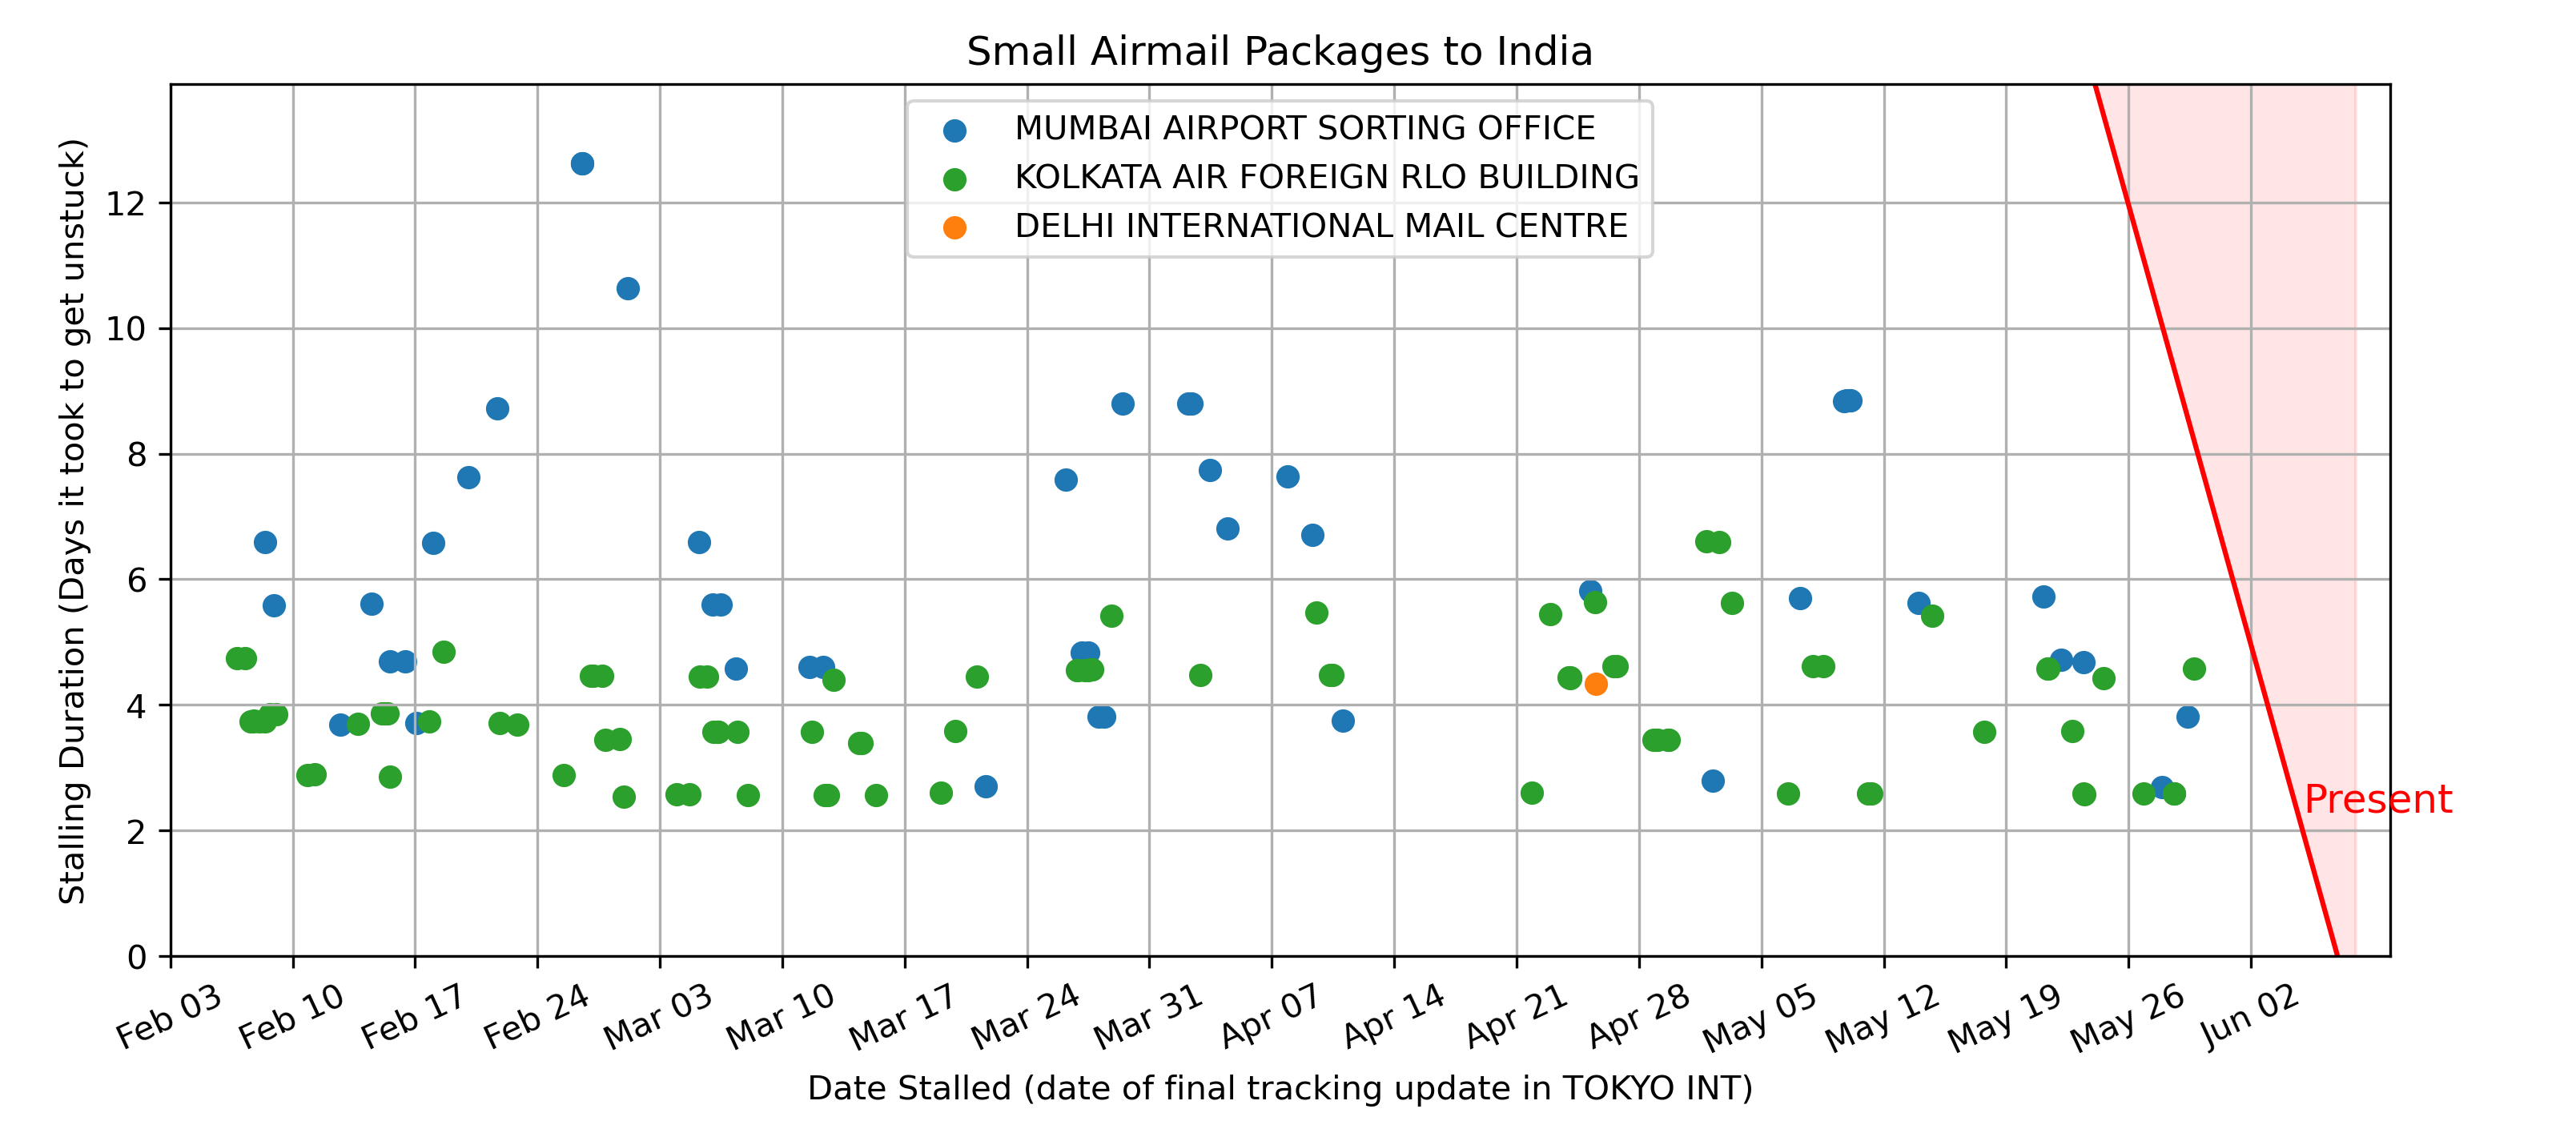 Small Airmail Packages to India
MUMBAI AIRPORT SORTING OFFICE
KOLKATA AIR FOREIGN RLO BUILDING
DELHI INTERNATIONAL MAIL CENTRE
Stalling Duration (Days it took to get unstuck)
12
10
8
6
4
2
0
Present
Feb 03
Feb 10
Feb 17
Feb 24
Mar 03
Mar 10
Mar 17
Mar 24
Mar 31
Apr 07
Apr 14
Apr 21
Apr 28
May 05
May 12
May 19
May 26
Jun 02
Date Stalled (date of final tracking update in TOKYO INT)